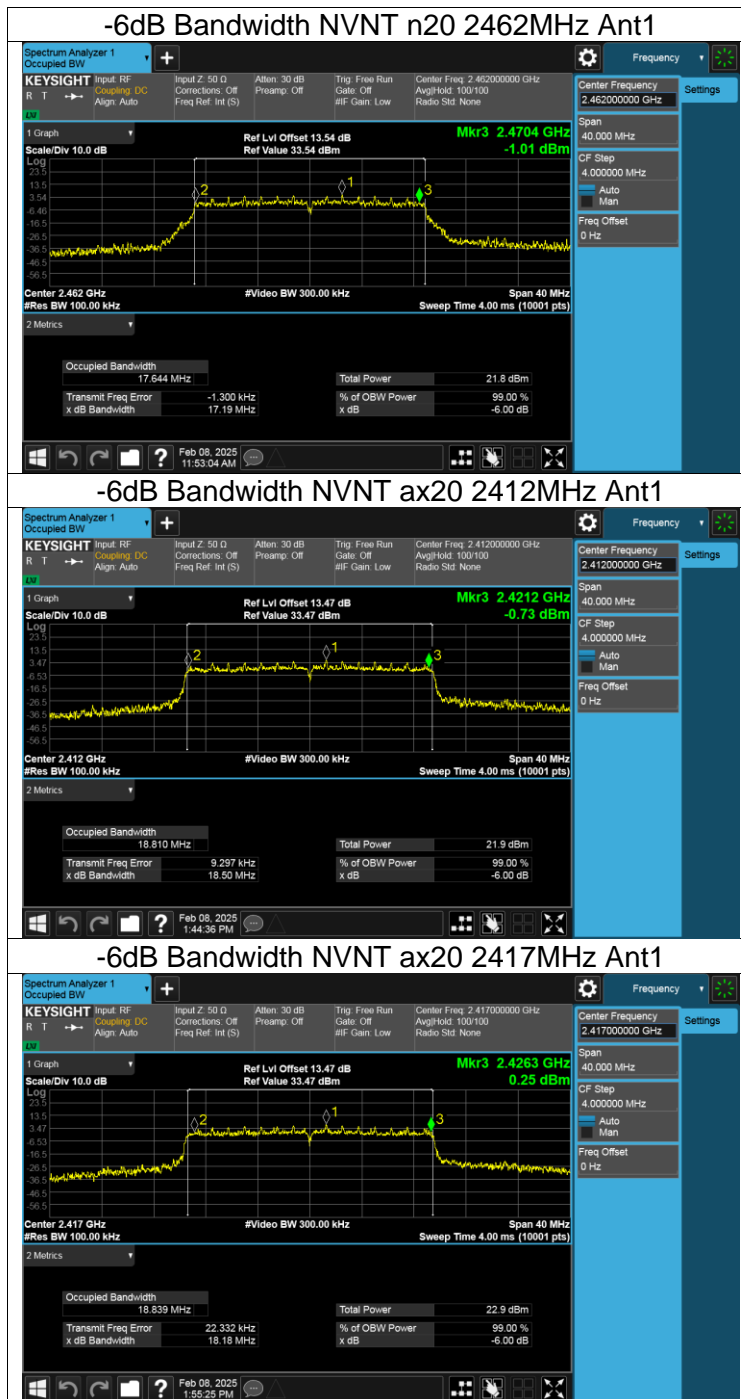 -6dB Bandwidth NVNT n20 2462MHz Ant1
Spectrum Analyzer 1
Occupied BW
+
Frequency
KEYSIGHT
R T
LXI
Input: RF
Coupling: DC
Align: Auto
Input Z: 50 Ω
Corrections: Off
Freq Ref: Int (S)
Atten: 30 dB
Preamp: Off
Trig: Free Run
Gate: Off
#IF Gain: Low
Center Freq: 2.462000000 GHz
Avg|Hold: 100/100
Radio Std: None
Center Frequency
2.462000000 GHz
Settings
Span
40.000 MHz
CF Step
4.000000 MHz
Auto
Man
Freq Offset
0 Hz
1 Graph
Scale/Div 10.0 dB
Ref Lvl Offset 13.54 dB
Ref Value 33.54 dBm
Mkr3 2.4704 GHz
-1.01 dBm
Log
23.5
13.5
3.54
-6.46
-16.5
-26.5
-36.5
-46.5
-56.5
2
1
3
Center 2.462 GHz
#Video BW 300.00 kHz
Span 40 MHz
#Res BW 100.00 kHz
Sweep Time 4.00 ms (10001 pts)
2 Metrics
Occupied Bandwidth
17.644 MHz
Total Power 21.8 dBm
Transmit Freq Error -1.300 kHz
% of OBW Power 99.00 %
x dB Bandwidth 17.19 MHz
x dB -6.00 dB
?
Feb 08, 2025
11:53:04 AM
-6dB Bandwidth NVNT ax20 2412MHz Ant1
Spectrum Analyzer 1
Occupied BW
+
Frequency
KEYSIGHT
R T
LXI
Input: RF
Coupling: DC
Align: Auto
Input Z: 50 Ω
Corrections: Off
Freq Ref: Int (S)
Atten: 30 dB
Preamp: Off
Trig: Free Run
Gate: Off
#IF Gain: Low
Center Freq: 2.412000000 GHz
Avg|Hold: 100/100
Radio Std: None
Center Frequency
2.412000000 GHz
Settings
Span
40.000 MHz
CF Step
4.000000 MHz
Auto
Man
Freq Offset
0 Hz
1 Graph
Scale/Div 10.0 dB
Ref Lvl Offset 13.47 dB
Ref Value 33.47 dBm
Mkr3 2.4212 GHz
-0.73 dBm
Log
23.5
13.5
3.47
-6.53
-16.5
-26.5
-36.5
-46.5
-56.5
2
1
3
Center 2.412 GHz
#Video BW 300.00 kHz
Span 40 MHz
#Res BW 100.00 kHz
Sweep Time 4.00 ms (10001 pts)
2 Metrics
Occupied Bandwidth
18.810 MHz
Total Power 21.9 dBm
Transmit Freq Error 9.297 kHz
% of OBW Power 99.00 %
x dB Bandwidth 18.50 MHz
x dB -6.00 dB
?
Feb 08, 2025
1:44:36 PM
-6dB Bandwidth NVNT ax20 2417MHz Ant1
Spectrum Analyzer 1
Occupied BW
+
Frequency
KEYSIGHT
R T
LXI
Input: RF
Coupling: DC
Align: Auto
Input Z: 50 Ω
Corrections: Off
Freq Ref: Int (S)
Atten: 30 dB
Preamp: Off
Trig: Free Run
Gate: Off
#IF Gain: Low
Center Freq: 2.417000000 GHz
Avg|Hold: 100/100
Radio Std: None
Center Frequency
2.417000000 GHz
Settings
Span
40.000 MHz
CF Step
4.000000 MHz
Auto
Man
Freq Offset
0 Hz
1 Graph
Scale/Div 10.0 dB
Ref Lvl Offset 13.47 dB
Ref Value 33.47 dBm
Mkr3 2.4263 GHz
0.25 dBm
Log
23.5
13.5
3.47
-6.53
-16.5
-26.5
-36.5
-46.5
-56.5
2
1
3
Center 2.417 GHz
#Video BW 300.00 kHz
Span 40 MHz
#Res BW 100.00 kHz
Sweep Time 4.00 ms (10001 pts)
2 Metrics
Occupied Bandwidth
18.839 MHz
Total Power 22.9 dBm
Transmit Freq Error 22.332 kHz
% of OBW Power 99.00 %
x dB Bandwidth 18.18 MHz
x dB -6.00 dB
?
Feb 08, 2025
1:55:25 PM